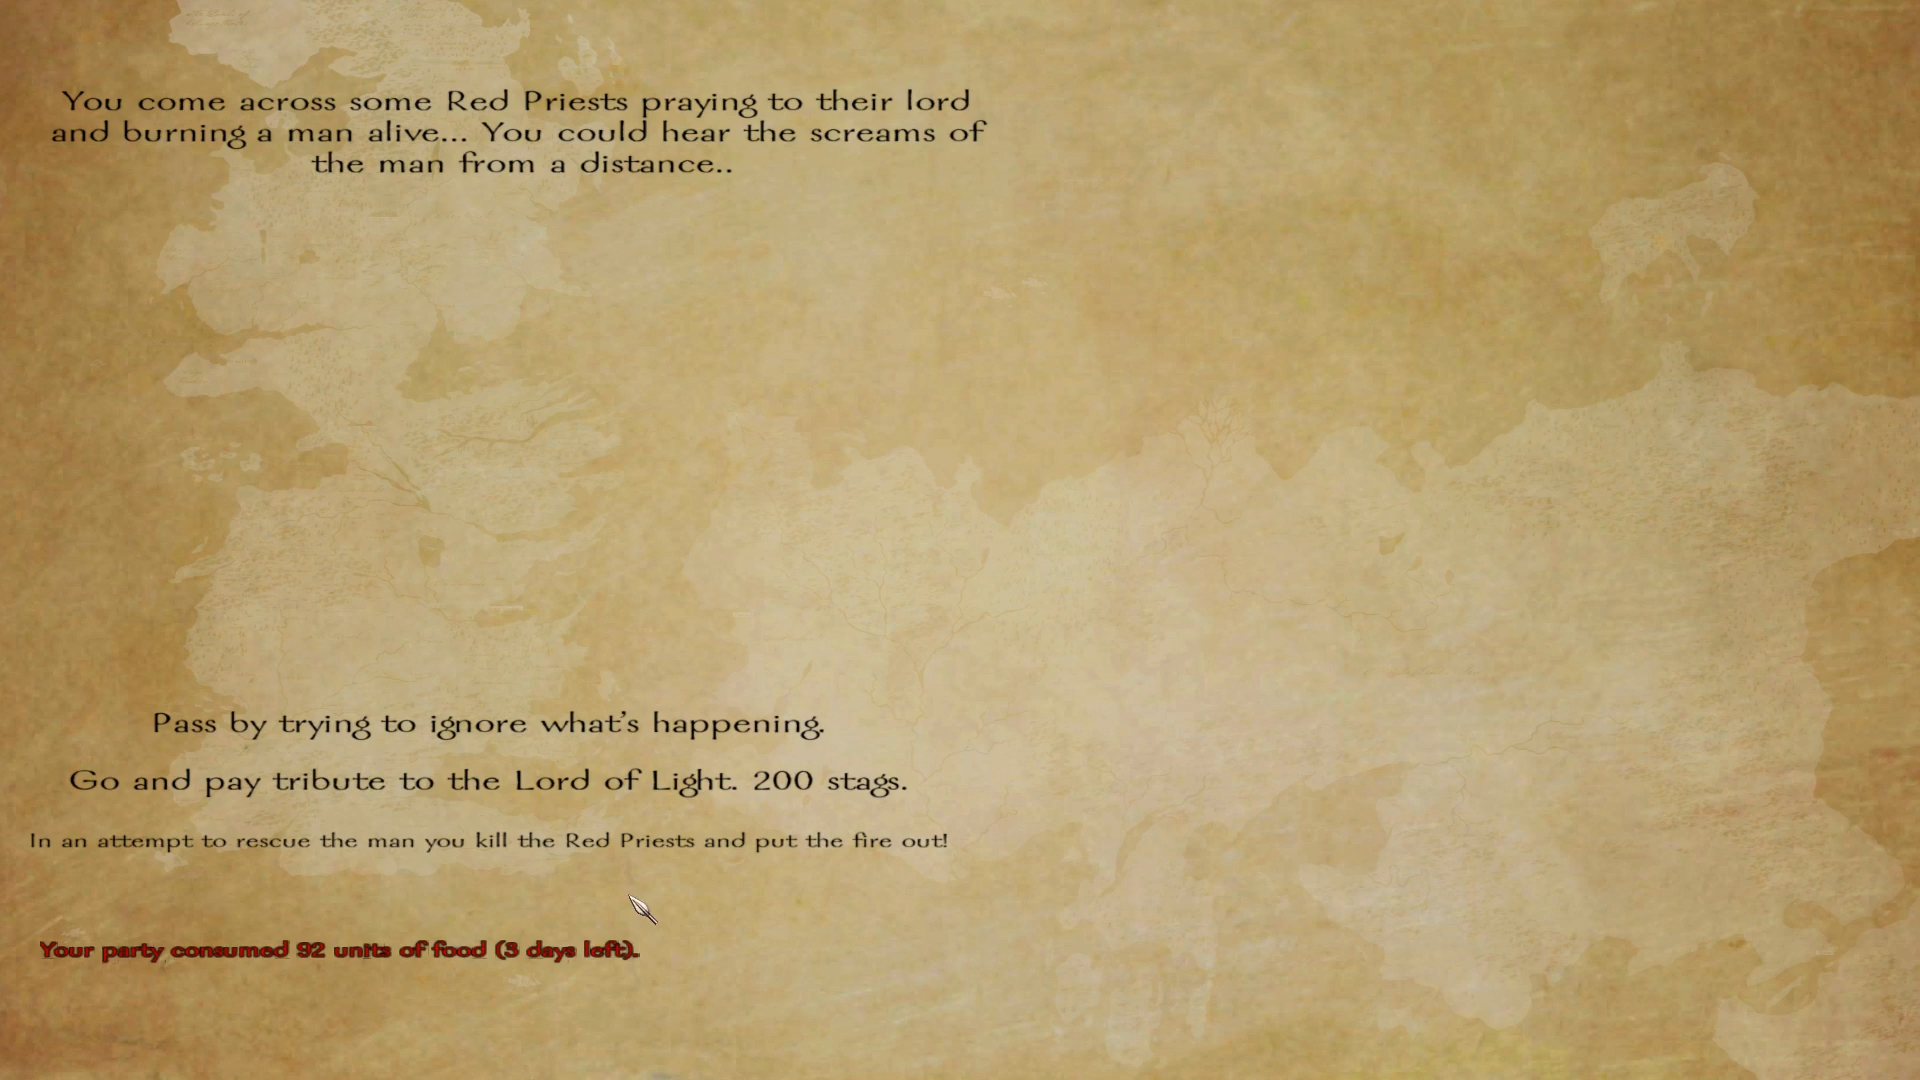 You come across some Red Priests praying to their lord
and burning a man alive... You could hear the screams of
the man from a distance..
Pass by trying to ignore what's happening.
Go and pay tribute to the Lord of Light. 200 stags.
In an attempt to rescue the man you kill the Red Priests and put the fire out!
Your party consumed 92 units of food (3 days left).